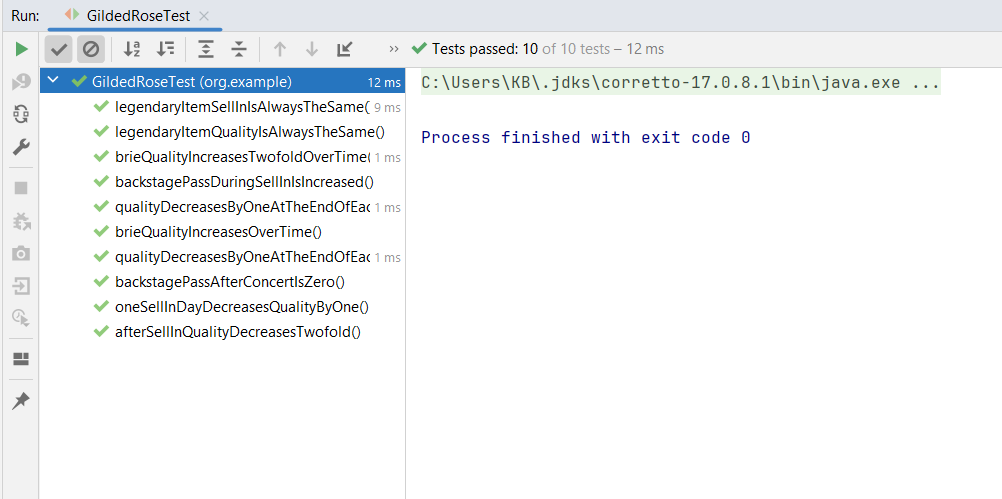 Run: GildedRoseTest
Tests passed: 10 of 10 tests – 12 ms
GildedRoseTest (org.example) 12 ms
legendaryItemSellInIsAlwaysTheSame( 9 ms
legendaryItemQualityIsAlwaysTheSame()
brieQualityIncreasesTwofoldOverTime( 1 ms
backstagePassDuringSellInIsIncreased()
qualityDecreasesByOneAtTheEndOfEac 1 ms
brieQualityIncreasesOverTime()
qualityDecreasesByOneAtTheEndOfEac 1 ms
backstagePassAfterConcertIsZero()
oneSellInDayDecreasesQualityByOne()
afterSellInQualityDecreasesTwofold()
C:\Users\KB\.jdks\corretto-17.0.8.1\bin\java.exe ...
Process finished with exit code 0